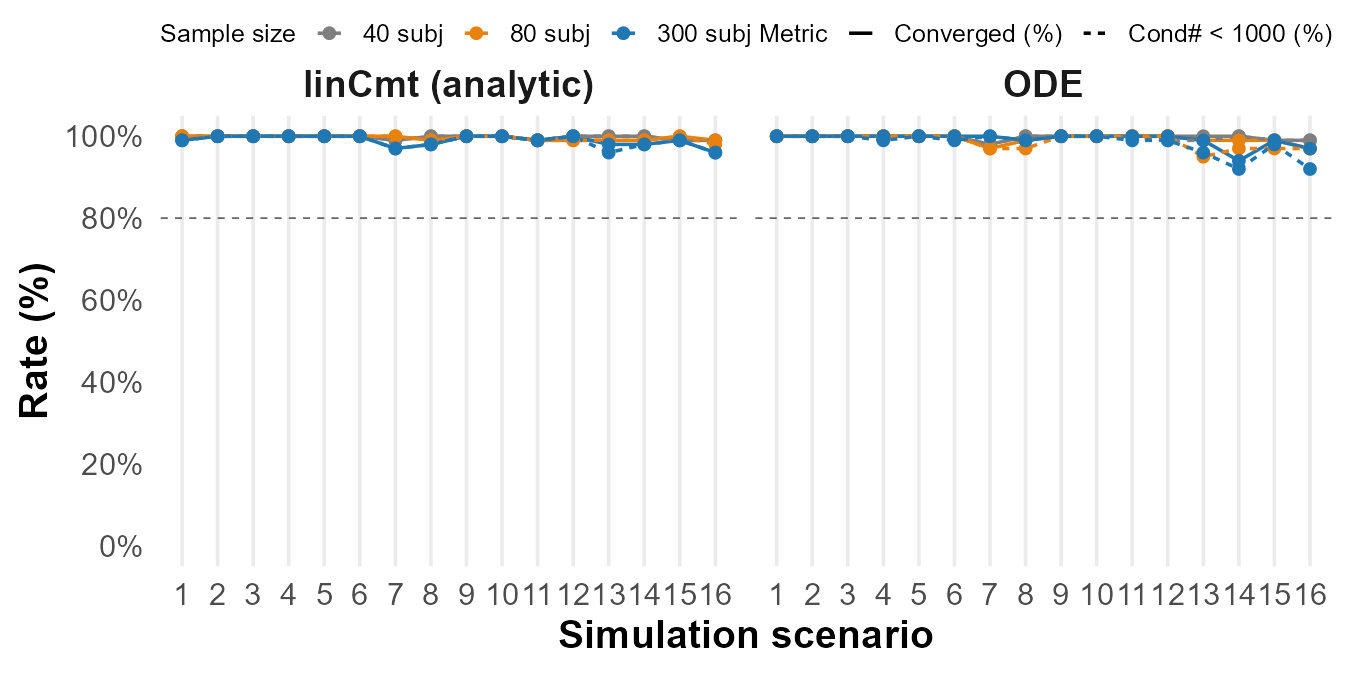 Sample size 40 subj 80 subj 300 subj Metric Converged (%) Cond# < 1000 (%)
linCmt (analytic) ODE
100%
80%
60%
40%
20%
0%
Rate (%)
1 2 3 4 5 6 7 8 9 10 11 12 13 14 15 16 1 2 3 4 5 6 7 8 9 10 11 12 13 14 15 16
Simulation scenario